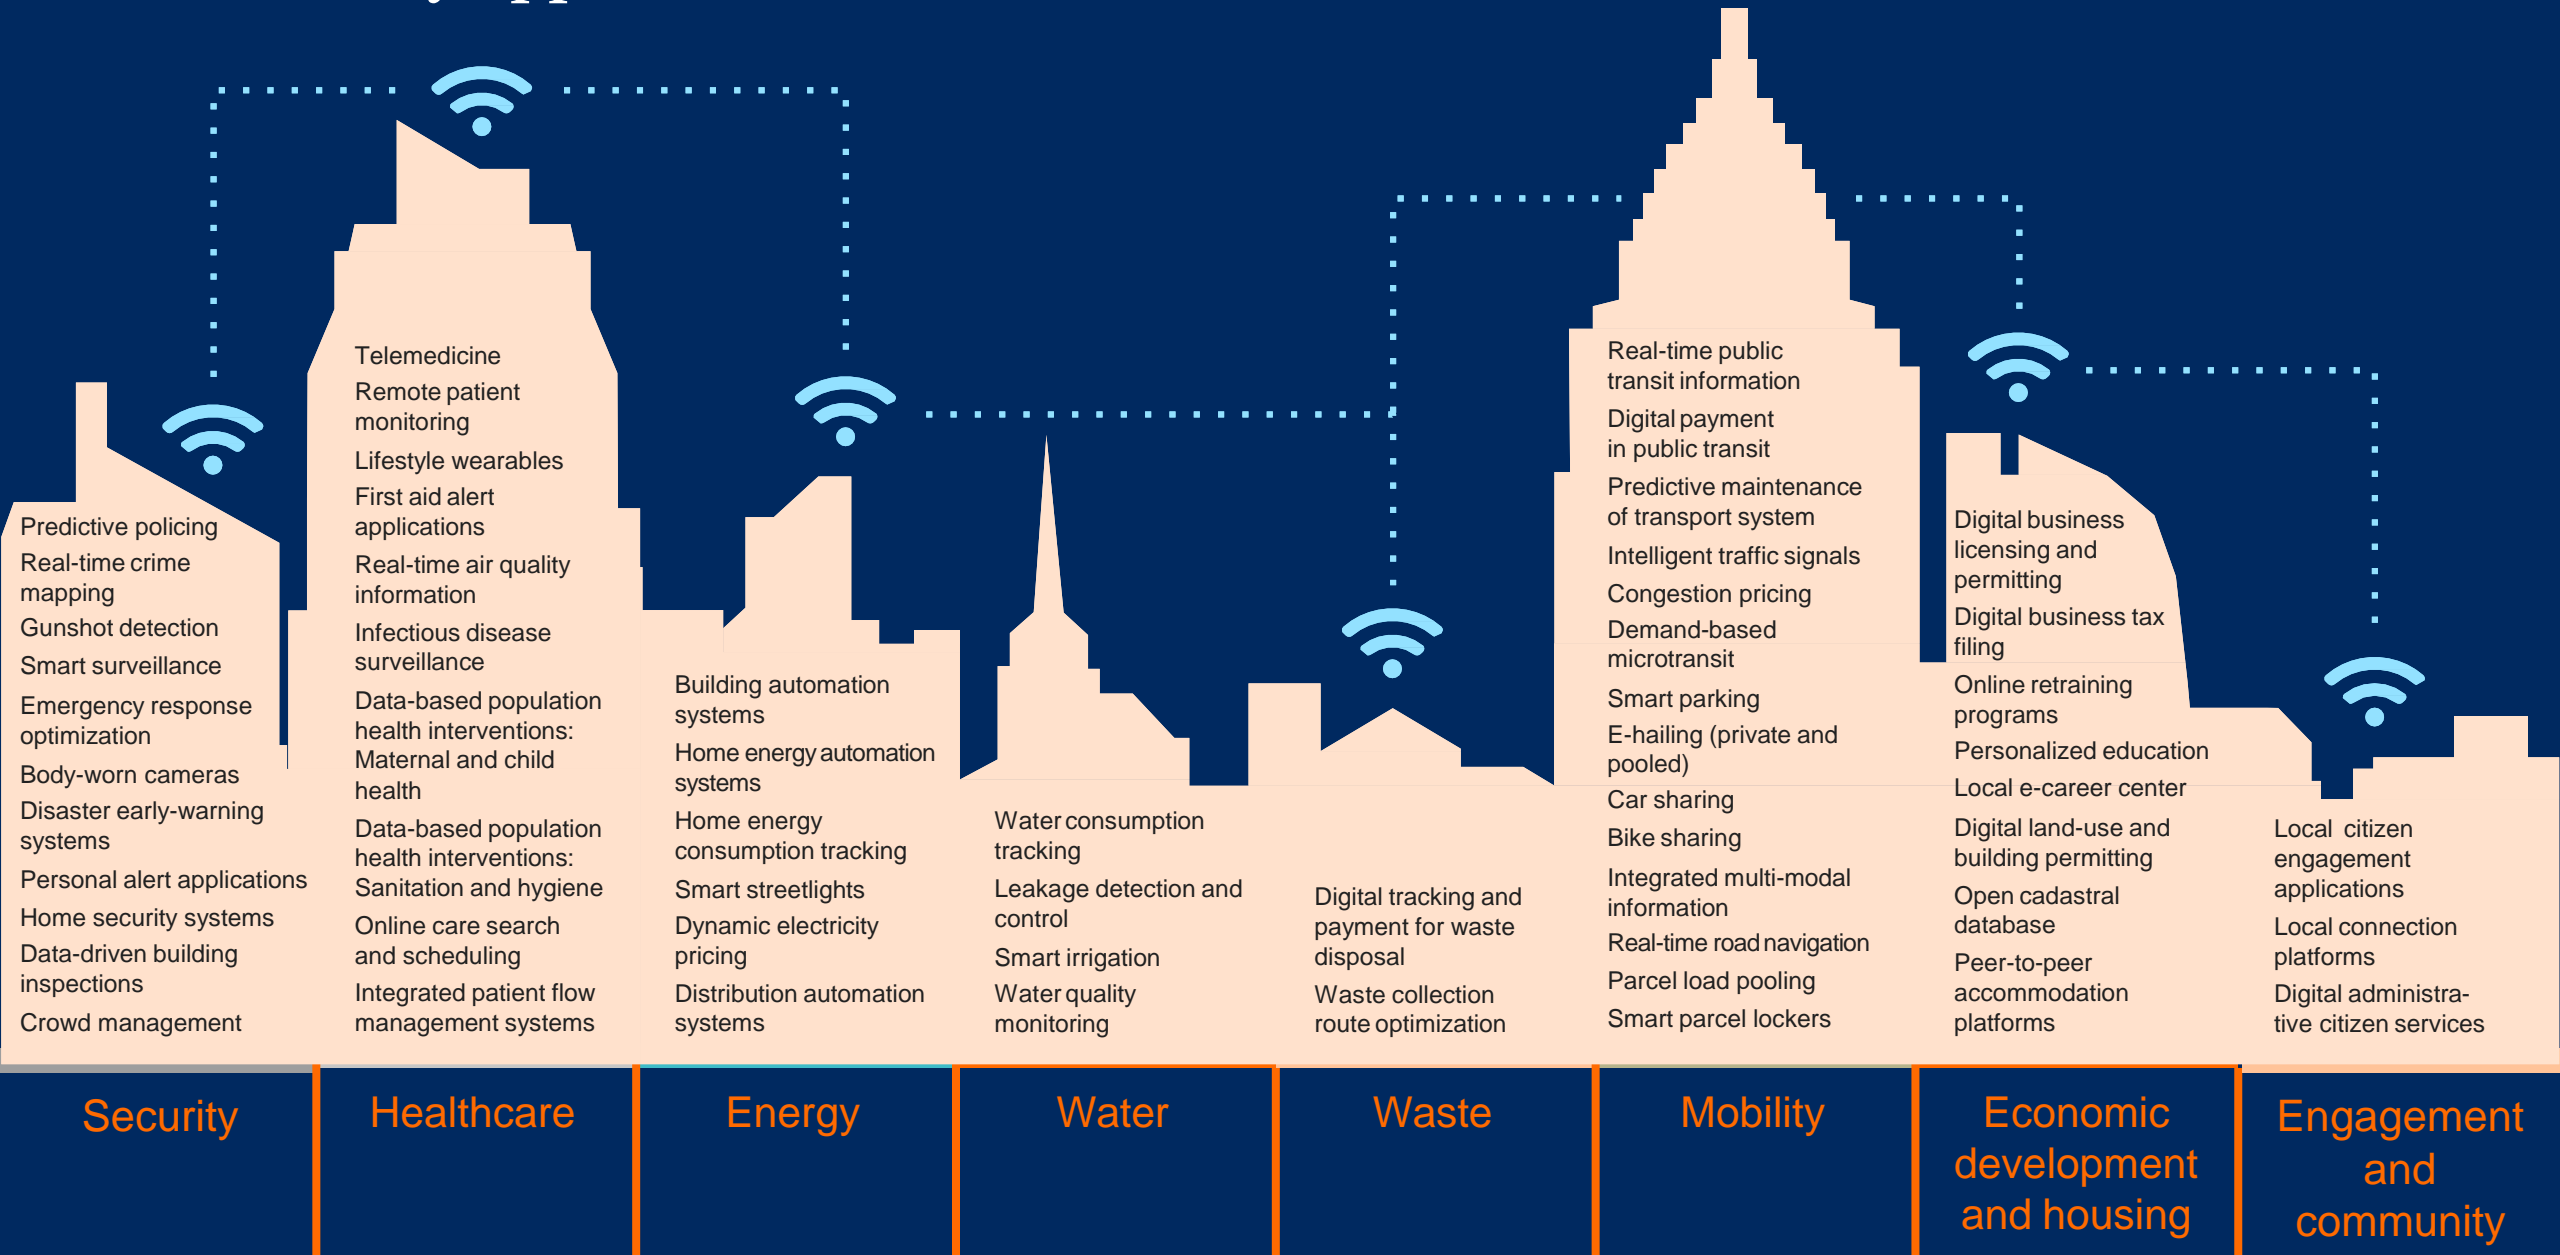 Predictive policing
Real-time crime
mapping
Gunshot detection
Smart surveillance
Emergency response
optimization
Body-worn cameras
Disaster early-warning
systems
Personal alert applications
Home security systems
Data-driven building
inspections
Crowd management
Security
Telemedicine
Remote patient
monitoring
Lifestyle wearables
First aid alert
applications
Real-time air quality
information
Infectious disease
surveillance
Data-based population
health interventions:
Maternal and child
health
Data-based population
health interventions:
Sanitation and hygiene
Online care search
and scheduling
Integrated patient flow
management systems
Healthcare
Building automation
systems
Home energy automation
systems
Home energy
consumption tracking
Smart streetlights
Dynamic electricity
pricing
Distribution automation
systems
Energy
Water consumption
tracking
Leakage detection and
control
Smart irrigation
Water quality
monitoring
Water
Digital tracking and
payment for waste
disposal
Waste collection
route optimization
Waste
Real-time public
transit information
Digital payment
in public transit
Predictive maintenance
of transport system
Intelligent traffic signals
Congestion pricing
Demand-based
microtransit
Smart parking
E-hailing (private and
pooled)
Car sharing
Bike sharing
Integrated multi-modal
information
Real-time road navigation
Parcel load pooling
Smart parcel lockers
Mobility
Digital business
licensing and
permitting
Digital business tax
filing
Online retraining
programs
Personalized education
Local e-career center
Digital land-use and
building permitting
Open cadastral
database
Peer-to-peer
accommodation
platforms
Economic
development
and housing
Local citizen
engagement
applications
Local connection
platforms
Digital administra-
tive citizen services
Engagement
and
community